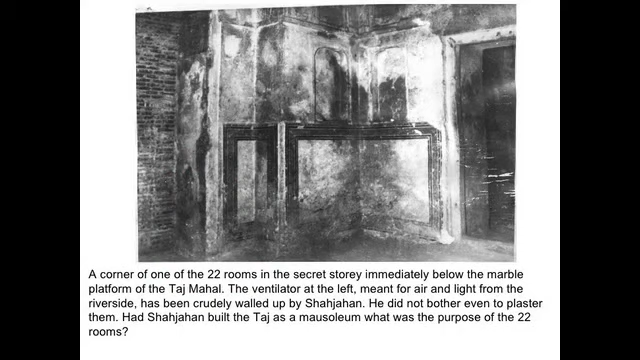 A corner of one of the 22 rooms in the secret storey immediately below the marble
platform of the Taj Mahal. The ventilator at the left, meant for air and light from the
riverside, has been crudely walled up by Shahjahan. He did not bother even to plaster
them. Had Shahjahan built the Taj as a mausoleum what was the purpose of the 22
rooms?